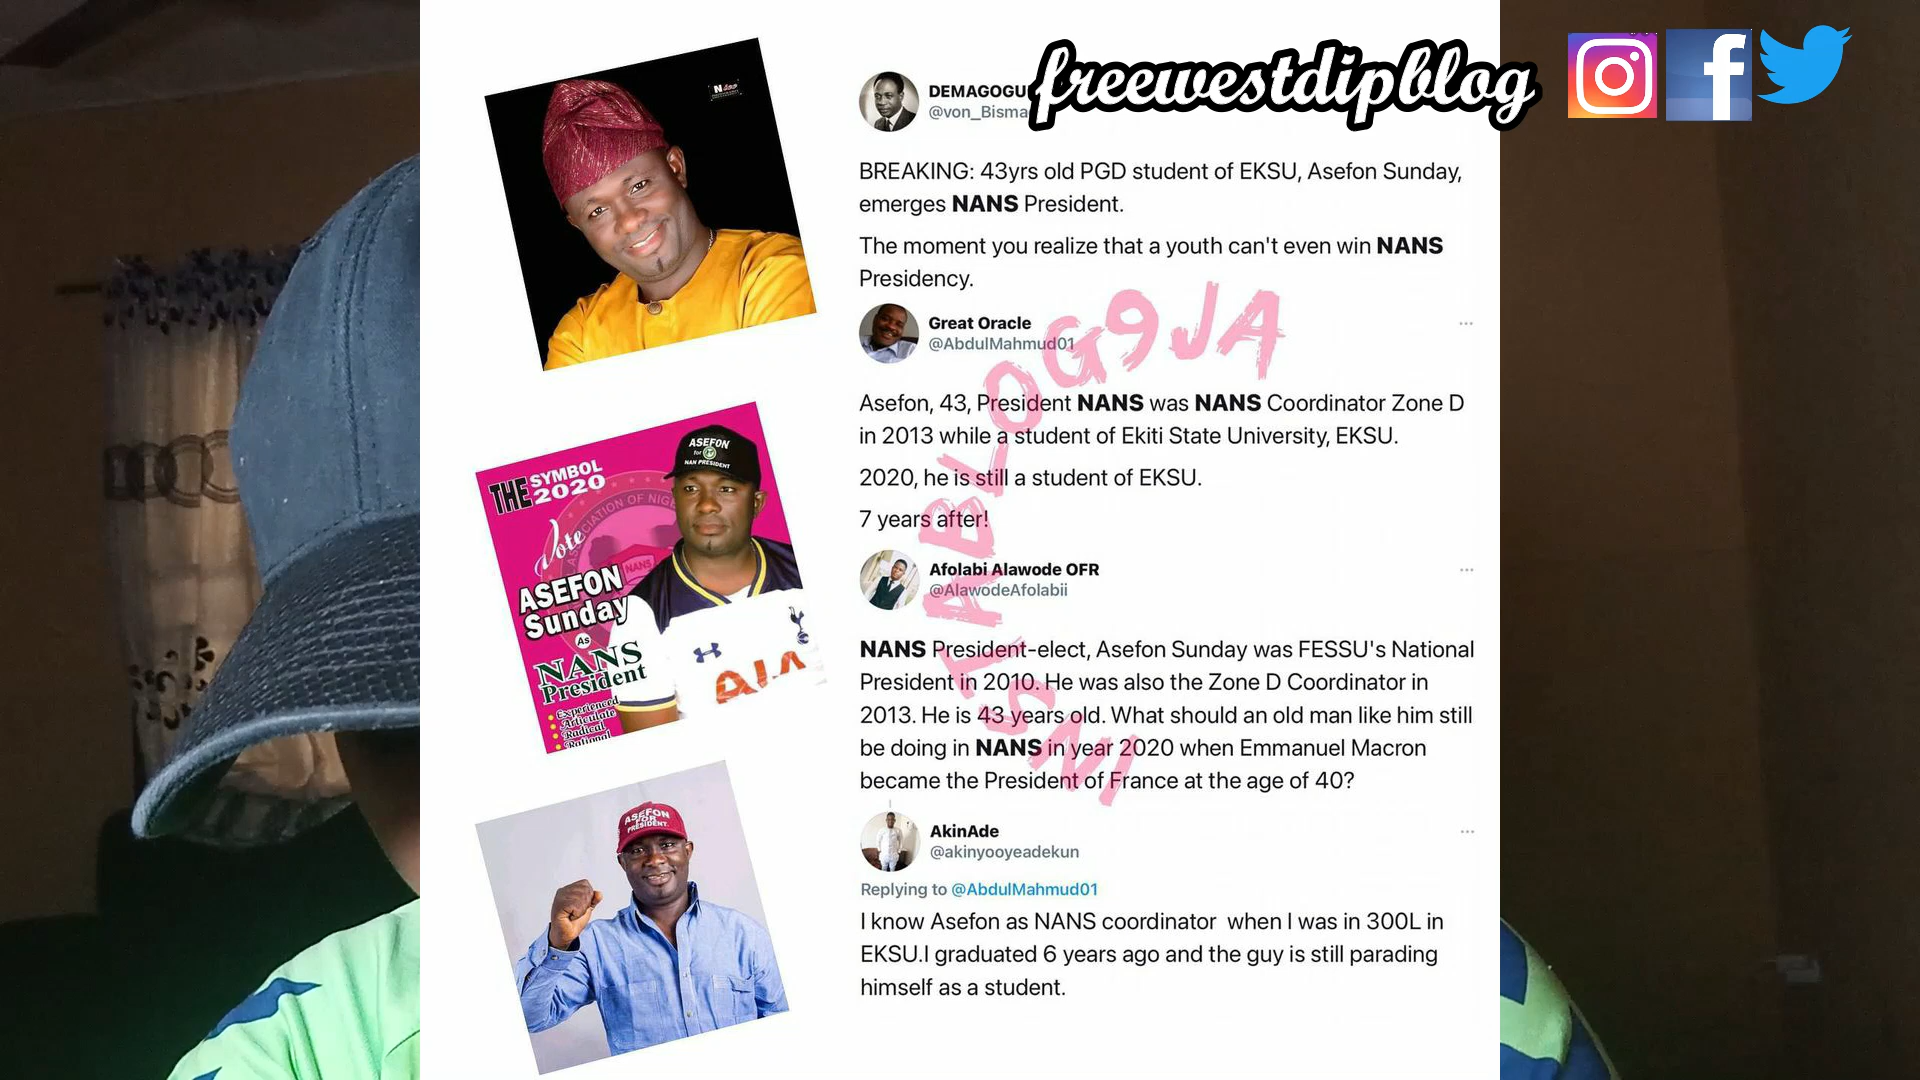 freewestdipblog
DEMAGOGU
@von_Bisma
BREAKING: 43yrs old PGD student of EKSU, Asefon Sunday,
emerges NANS President.
The moment you realize that a youth can't even win NANS
Presidency.
Great Oracle
@AbdulMahmud01
Asefon, 43, President NANS was NANS Coordinator Zone D
in 2013 while a student of Ekiti State University, EKSU.
2020, he is still a student of EKSU.
7 years after!
Afolabi Alawode OFR
@AlawodeAfolabii
NANS President-elect, Asefon Sunday was FESSU's National
President in 2010. He was also the Zone D Coordinator in
2013. He is 43 years old. What should an old man like him still
be doing in NANS in year 2020 when Emmanuel Macron
became the President of France at the age of 40?
AkinAde
@akinyooyeadekun
Replying to @AbdulMahmud01
I know Asefon as NANS coordinator when I was in 300L in
EKSU.I graduated 6 years ago and the guy is still parading
himself as a student.
INSTABLOG9JA
THE SYMBOL
2020
Vote
ASEFON
Sunday
As
NANS
President
Experienced
Articulate
Radical
Rational
ASEFON
for
NAN PRESIDENT
NANS
AIA
ASEFON
FOR
PRESIDENT.